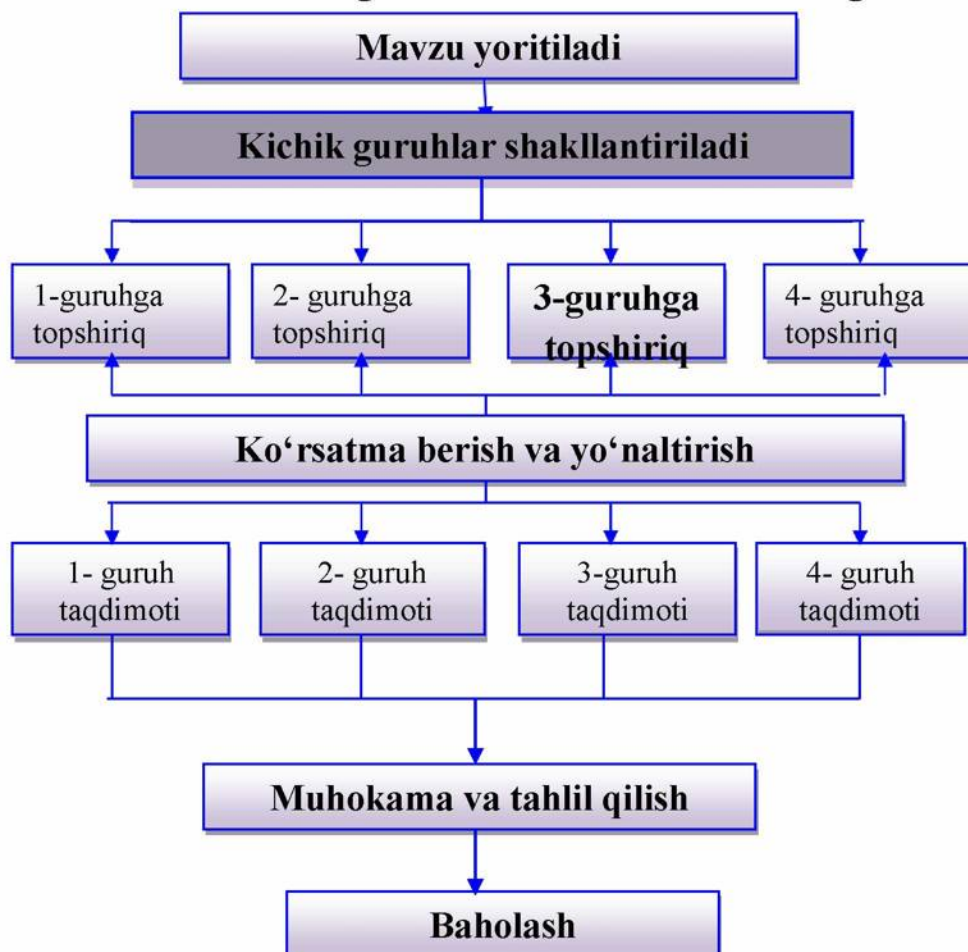 Mavzu yoritiladi
Kichik guruhlar shakllantiriladi
1-guruhga
topshiriq
2- guruhga
topshiriq
3-guruhga
topshiriq
4- guruhga
topshiriq
Ko‘rsatma berish va yo‘naltirish
1- guruh
taqdimoti
2- guruh
taqdimoti
3-guruh
taqdimoti
4- guruh
taqdimoti
Muhokama va tahlil qilish
Baholash